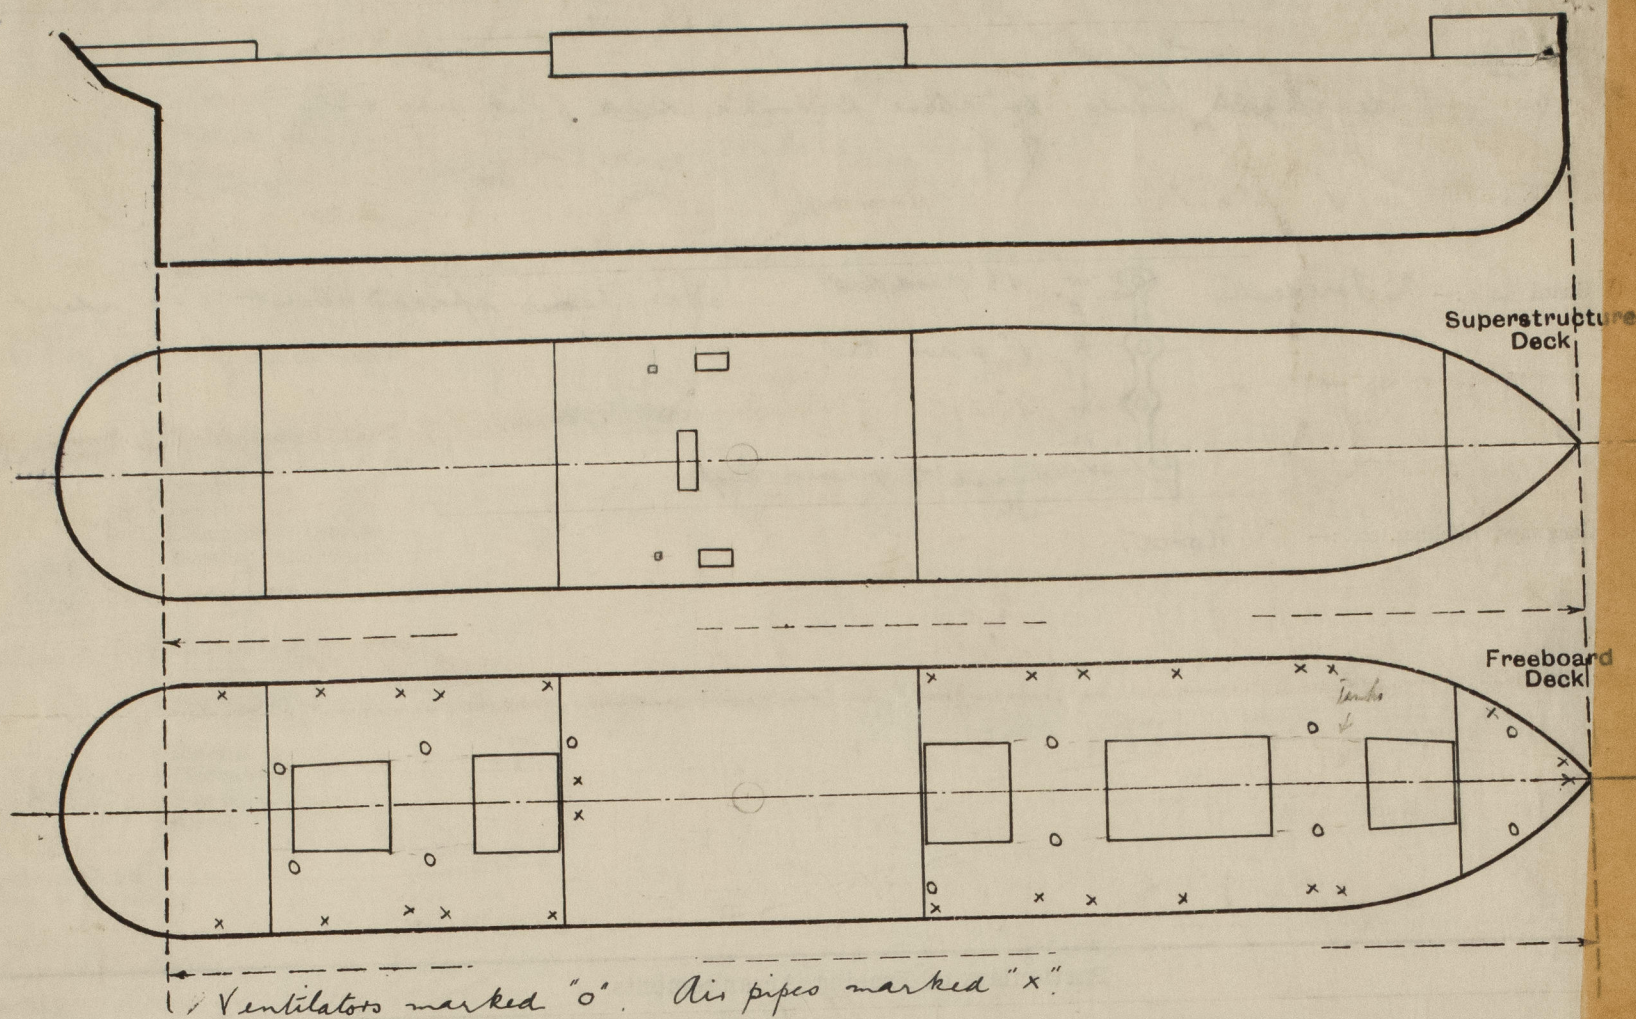 Superstructure
Deck
Freeboard
Deck
Tanks
Ventilators marked "o". Air pipes marked "x".